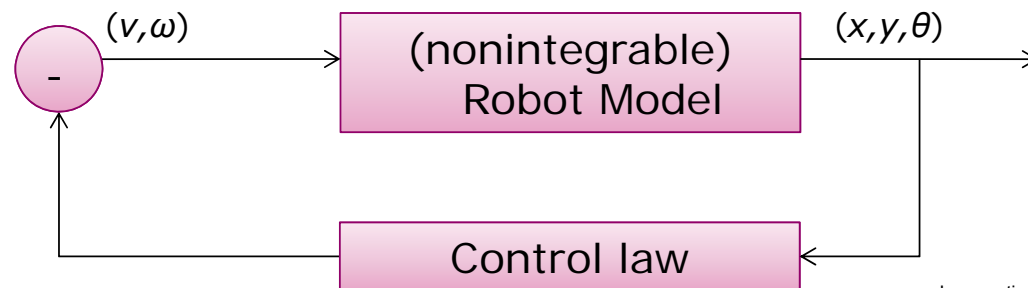 (v,ω)
(x,y,θ)
(nonintegrable)
Robot Model
-
Control law